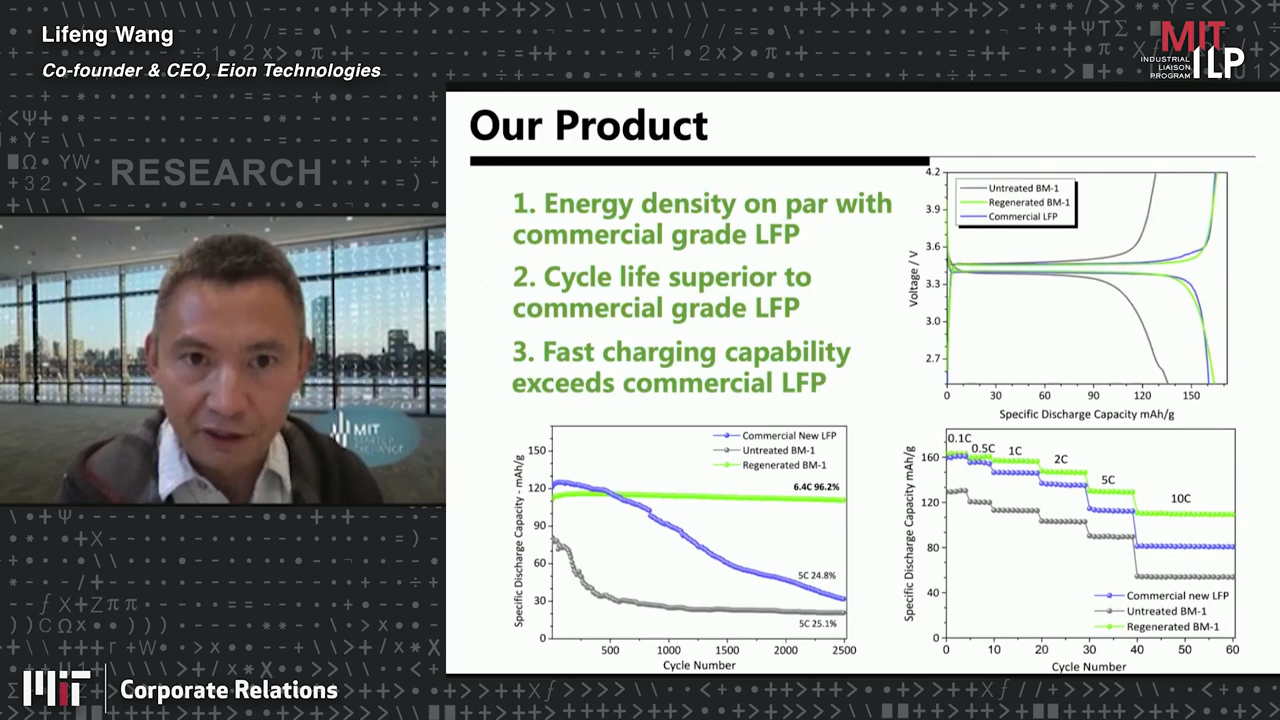 Lifeng Wang
Co-founder & CEO, Eion Technologies
MIT
INDUSTRIAL
LIAISON
PROGRAM
ILP
RESEARCH
Our Product
1. Energy density on par with
commercial grade LFP
2. Cycle life superior to
commercial grade LFP
3. Fast charging capability
exceeds commercial LFP
4.2
3.9
3.6
3.3
3.0
2.7
Voltage / V
Untreated BM-1
Regenerated BM-1
Commercial LFP
0 30 60 90 120 150
Specific Discharge Capacity mAh/g
MIT
STARTUP
EXCHANGE
Specific Discharge Capacity - mAh/g
150
120
90
60
30
0
Commercial New LFP
Untreated BM-1
Regenerated BM-1
6.4C 96.2%
5C 24.8%
5C 25.1%
500 1000 1500 2000 2500
Cycle Number
Specific Discharge Capacity mAh/g
160
120
80
40
0
0.1C
0.5C
1C
2C
5C
10C
Commercial new LFP
Untreated BM-1
Regenerated BM-1
0 10 20 30 40 50 60
Cycle Number
MIT
Corporate Relations